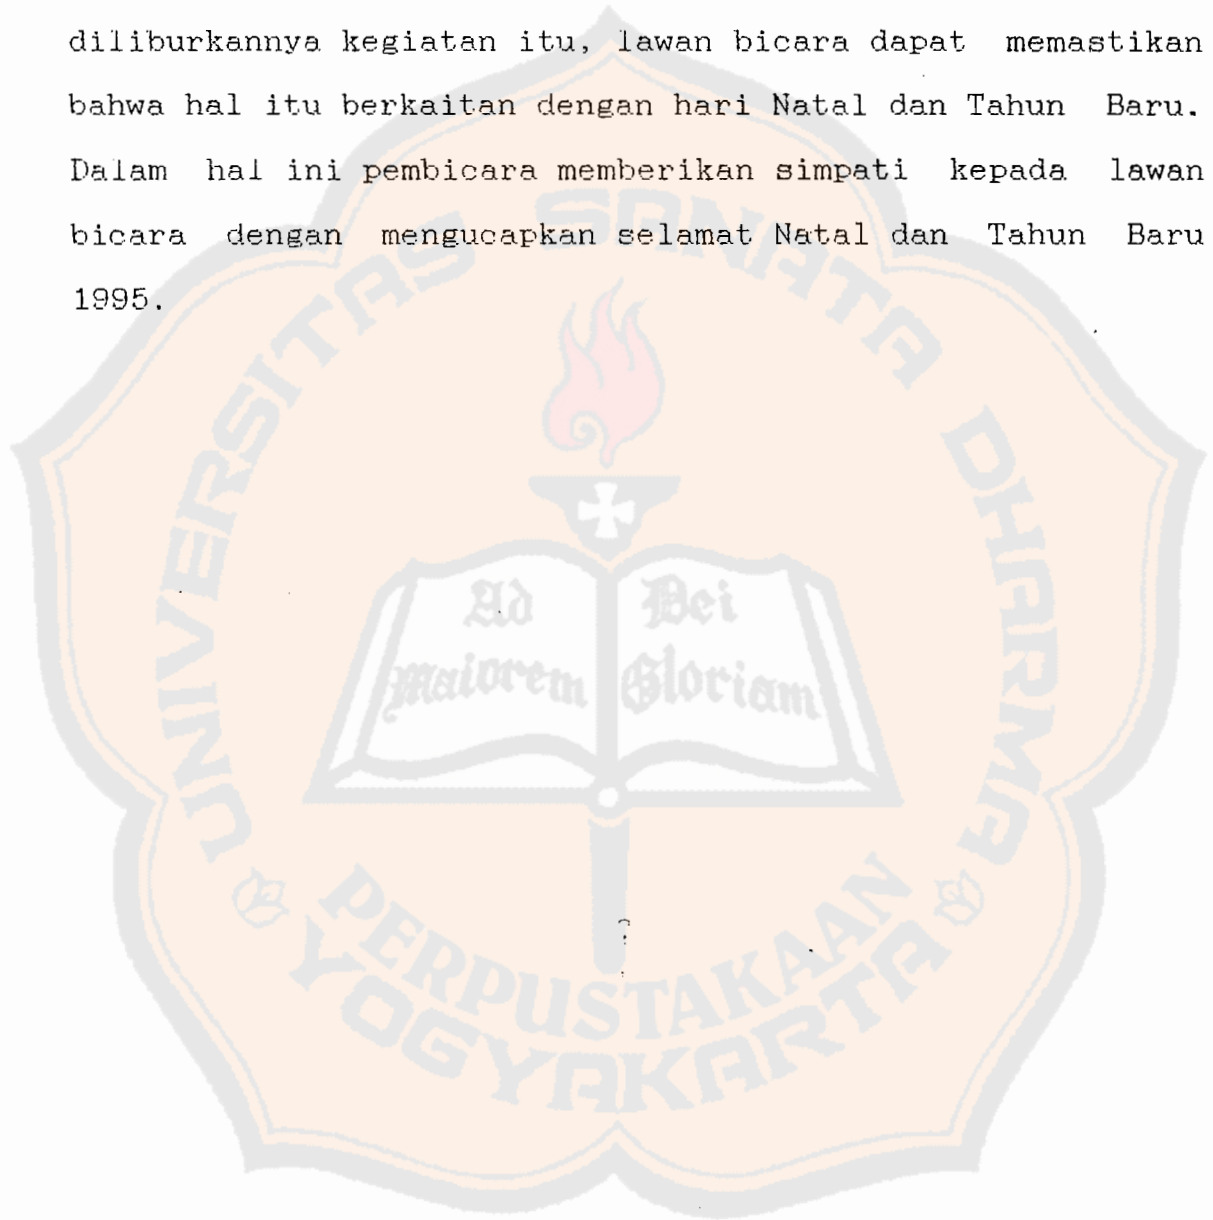 diliburkannya kegiatan itu, lawan bicara dapat memastikan
bahwa hal itu berkaitan dengan hari Natal dan Tahun Baru.
Dalam hal ini pembicara memberikan simpati kepada lawan
bicara dengan mengucapkan selamat Natal dan Tahun Baru
1995.
UNIVERSITAS SANATA DHARMA
Ad Dei
Maiorem Gloriam
PERPUSTAKAAN
YOGYAKARTA